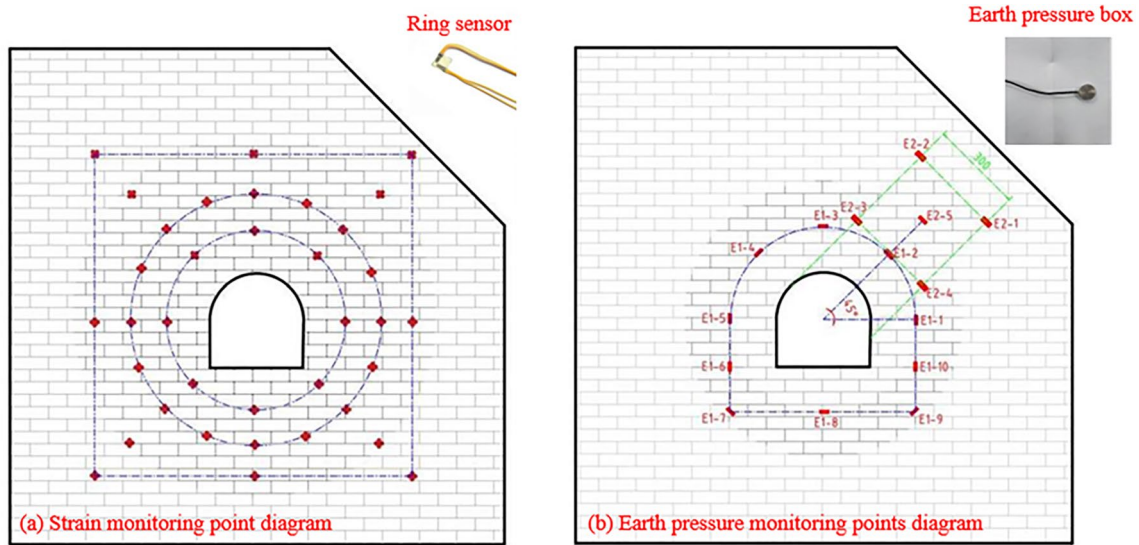 Ring sensor
(a) Strain monitoring point diagram
Earth pressure box
E2-2
300
E2-3
E2-5
E2-1
E1-3
E1-4
E1-2
E2-4
45°
E1-5
E1-1
E1-6
E1-10
E1-7
E1-8
E1-9
(b) Earth pressure monitoring points diagram